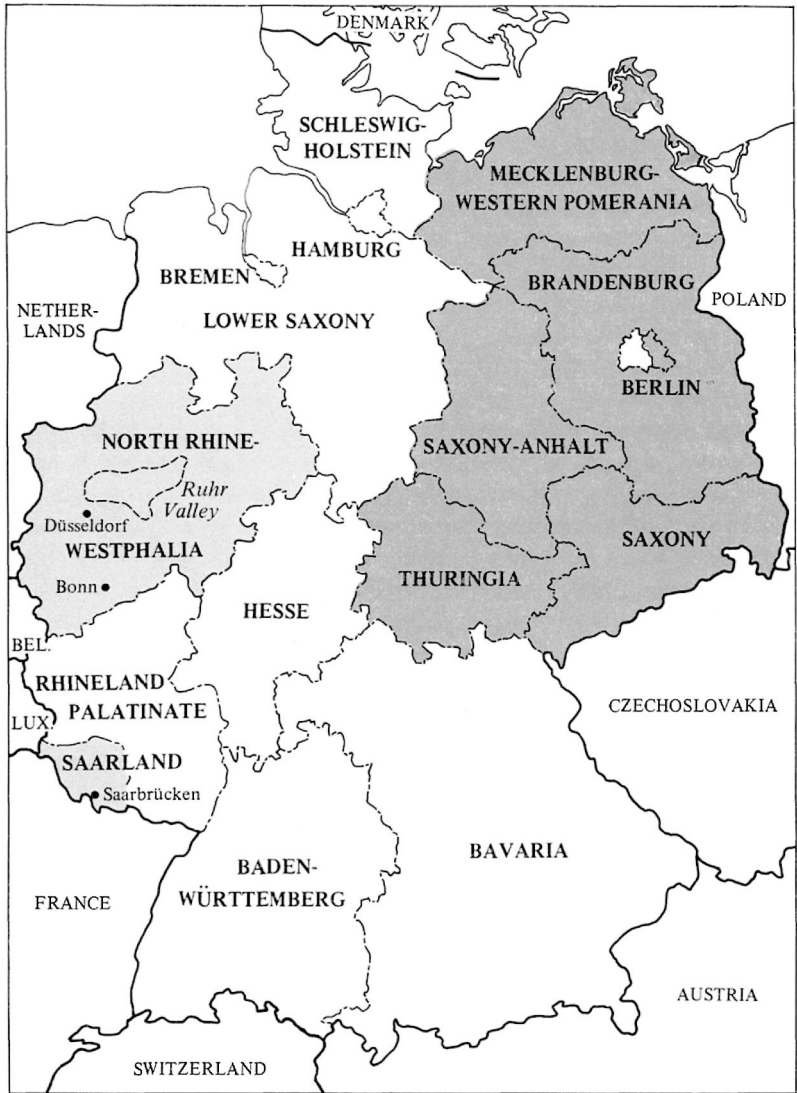 DENMARK
SCHLESWIG-
HOLSTEIN
MECKLENBURG-
WESTERN POMERANIA
HAMBURG
BREMEN
BRANDENBURG
NETHER-
LANDS
POLAND
LOWER SAXONY
BERLIN
NORTH RHINE-
SAXONY-ANHALT
Ruhr
Valley
Düsseldorf
WESTPHALIA
SAXONY
THURINGIA
Bonn
HESSE
BEL.
RHINELAND
PALATINATE
LUX.
CZECHOSLOVAKIA
SAARLAND
Saarbrücken
BAVARIA
BADEN-
WÜRTTEMBERG
FRANCE
AUSTRIA
SWITZERLAND